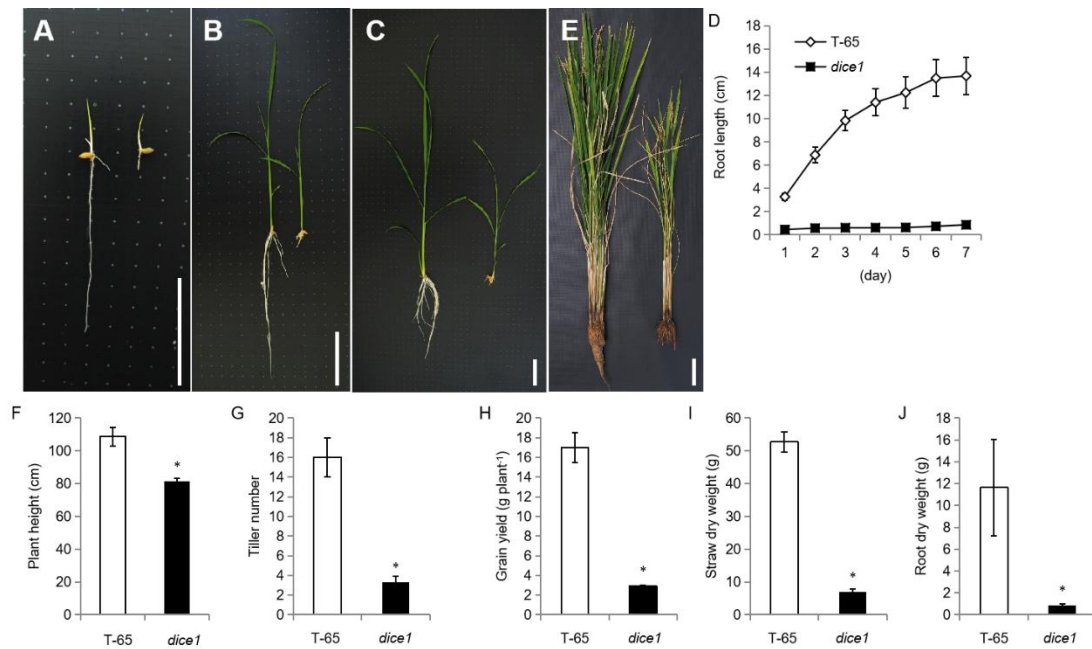 A
B
C
E
D
T-65
dice1
Root length (cm)
18
16
14
12
10
8
6
4
2
0
1 2 3 4 5 6 7
(day)
F
Plant height (cm)
120
100
80
60
40
20
0
*
T-65 dice1
G
Tiller number
20
18
16
14
12
10
8
6
4
2
0
*
T-65 dice1
H
Grain yield (g plant⁻¹)
20
18
16
14
12
10
8
6
4
2
0
*
T-65 dice1
I
Straw dry weight (g)
60
50
40
30
20
10
0
*
T-65 dice1
J
Root dry weight (g)
18
16
14
12
10
8
6
4
2
0
*
T-65 dice1